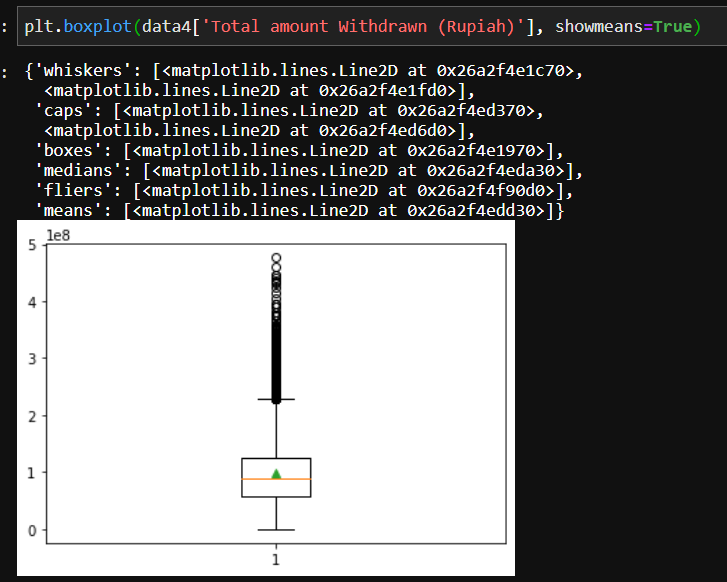 : plt.boxplot(data4['Total amount Withdrawn (Rupiah)'], showmeans=True)
: {'whiskers': [<matplotlib.lines.Line2D at 0x26a2f4e1c70>,
<matplotlib.lines.Line2D at 0x26a2f4e1fd0>],
'caps': [<matplotlib.lines.Line2D at 0x26a2f4ed370>,
<matplotlib.lines.Line2D at 0x26a2f4ed6d0>],
'boxes': [<matplotlib.lines.Line2D at 0x26a2f4e1970>],
'medians': [<matplotlib.lines.Line2D at 0x26a2f4eda30>],
'fliers': [<matplotlib.lines.Line2D at 0x26a2f4f90d0>],
'means': [<matplotlib.lines.Line2D at 0x26a2f4edd30>]}
1e8
5
4
3
2
1
0
1